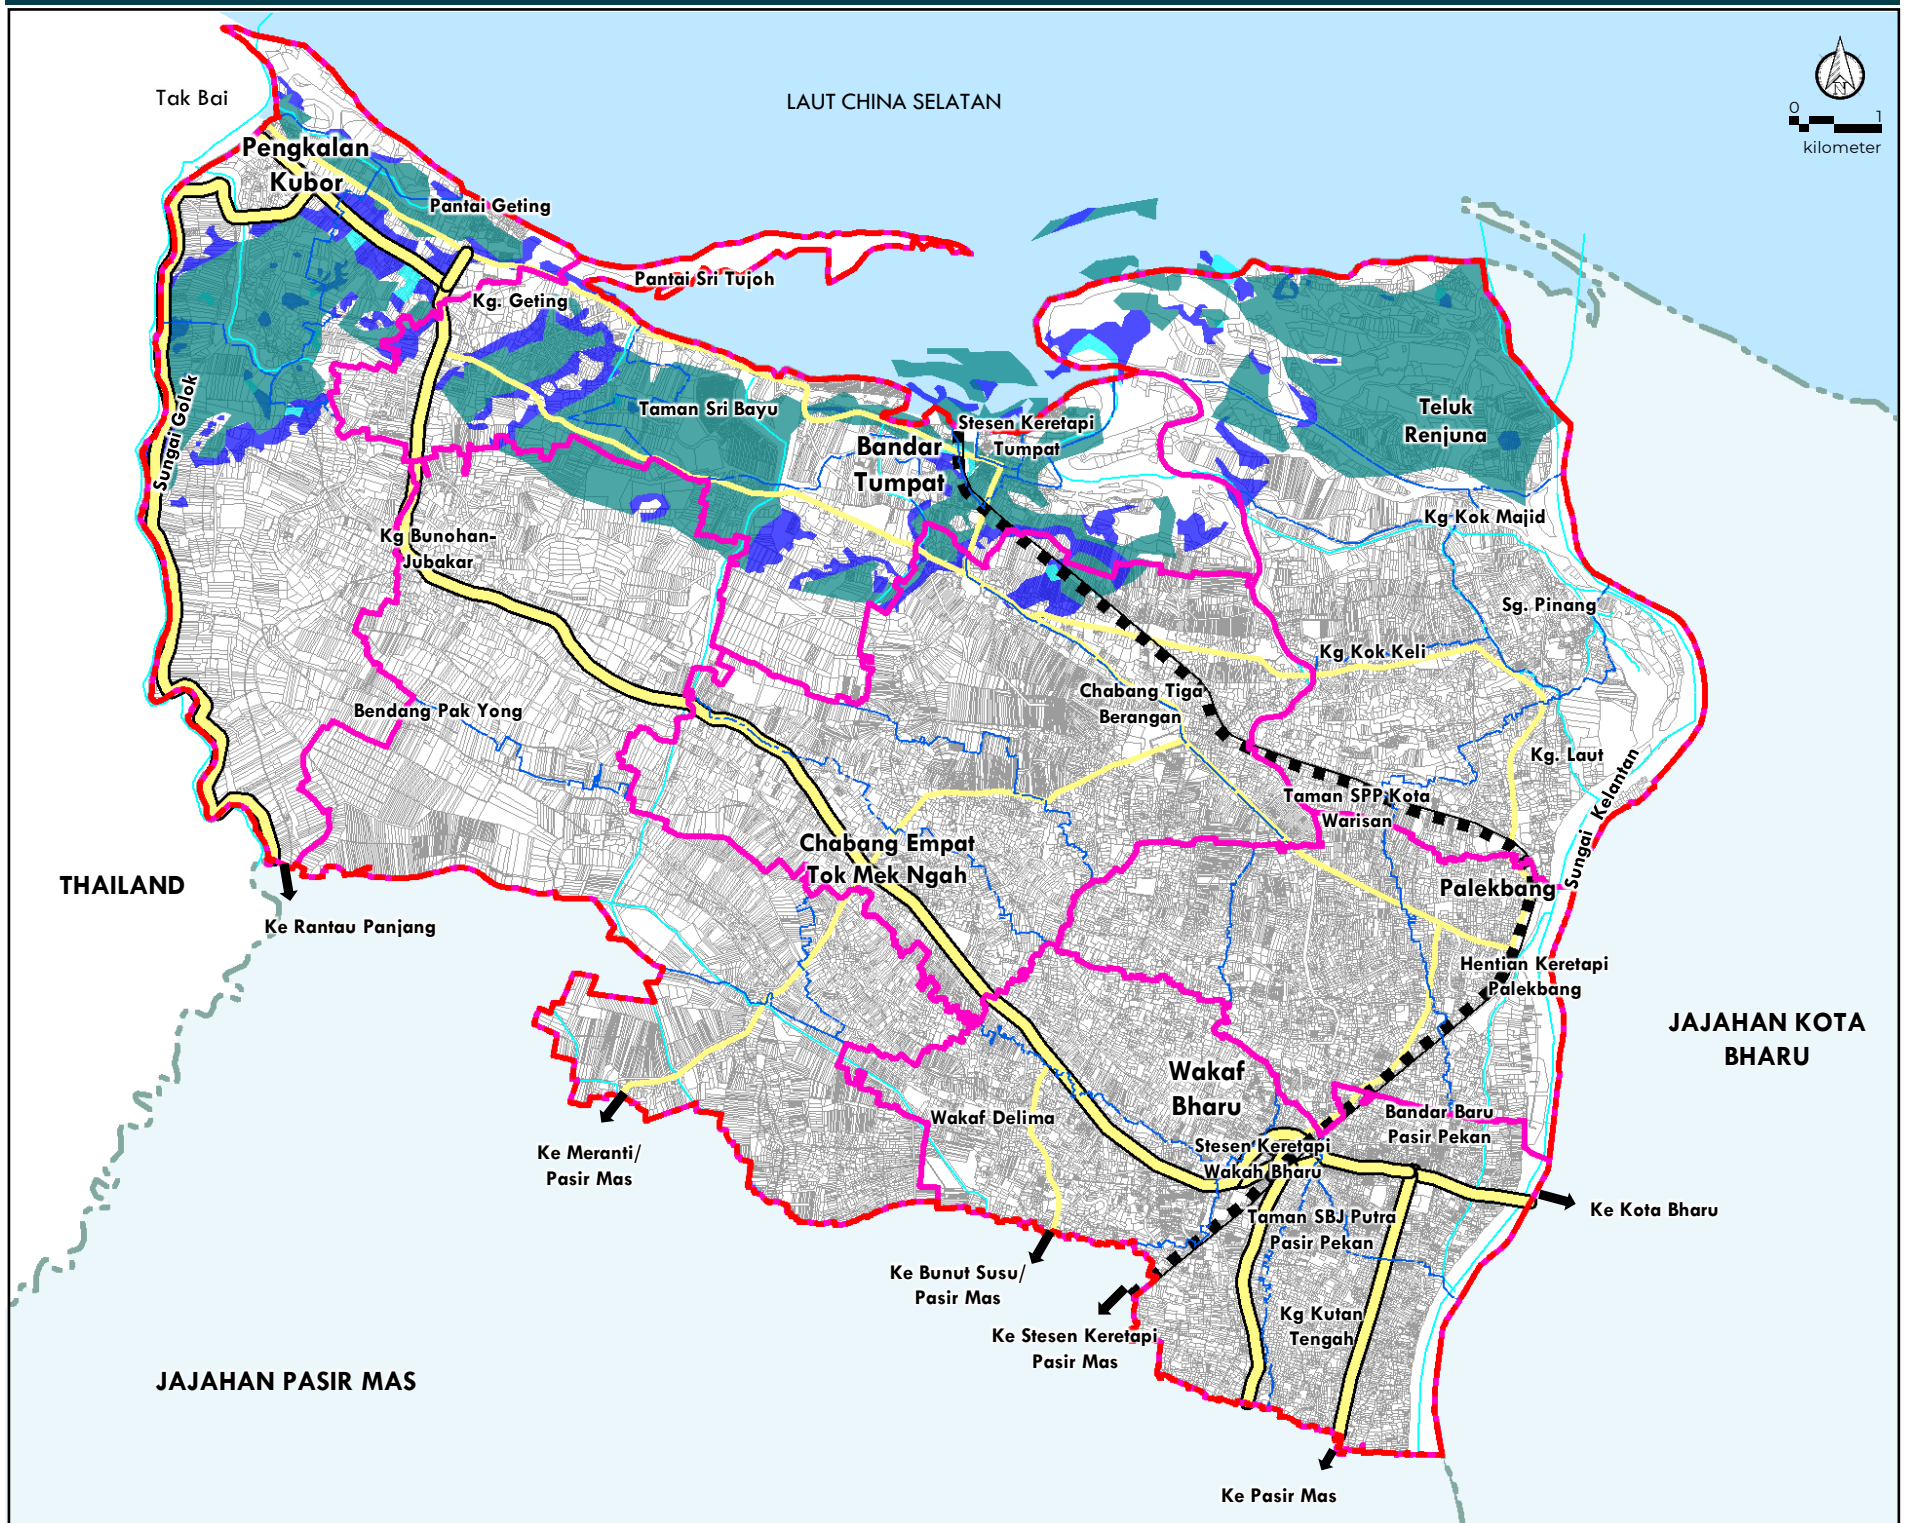 Tak Bai
LAUT CHINA SELATAN
N
0
1
kilometer
Pengkalan
Kubor
Pantai Geting
Pantai Sri Tujoh
Kg. Geting
Sungai Golok
Taman Sri Bayu
Stesen Keretapi
Tumpat
Bandar
Tumpat
Teluk
Renjuna
Kg Kok Majid
Kg Bunohan-
Jubakar
Sg. Pinang
Kg Kok Keli
Chabang Tiga
Berangan
Bendang Pak Yong
Kg. Laut
Sungai Kelantan
Taman SPP Kota
Warisan
Chabang Empat
Tok Mek Ngah
THAILAND
Palekbang
Ke Rantau Panjang
Hentian Keretapi
Palekbang
JAJAHAN KOTA
BHARU
Wakaf
Bharu
Wakaf Delima
Bandar Baru
Pasir Pekan
Ke Meranti/
Pasir Mas
Stesen Keretapi
Wakah Bharu
Ke Kota Bharu
Taman SBJ Putra
Pasir Pekan
Ke Bunut Susu/
Pasir Mas
Kg Kutan
Tengah
Ke Stesen Keretapi
Pasir Mas
JAJAHAN PASIR MAS
Ke Pasir Mas